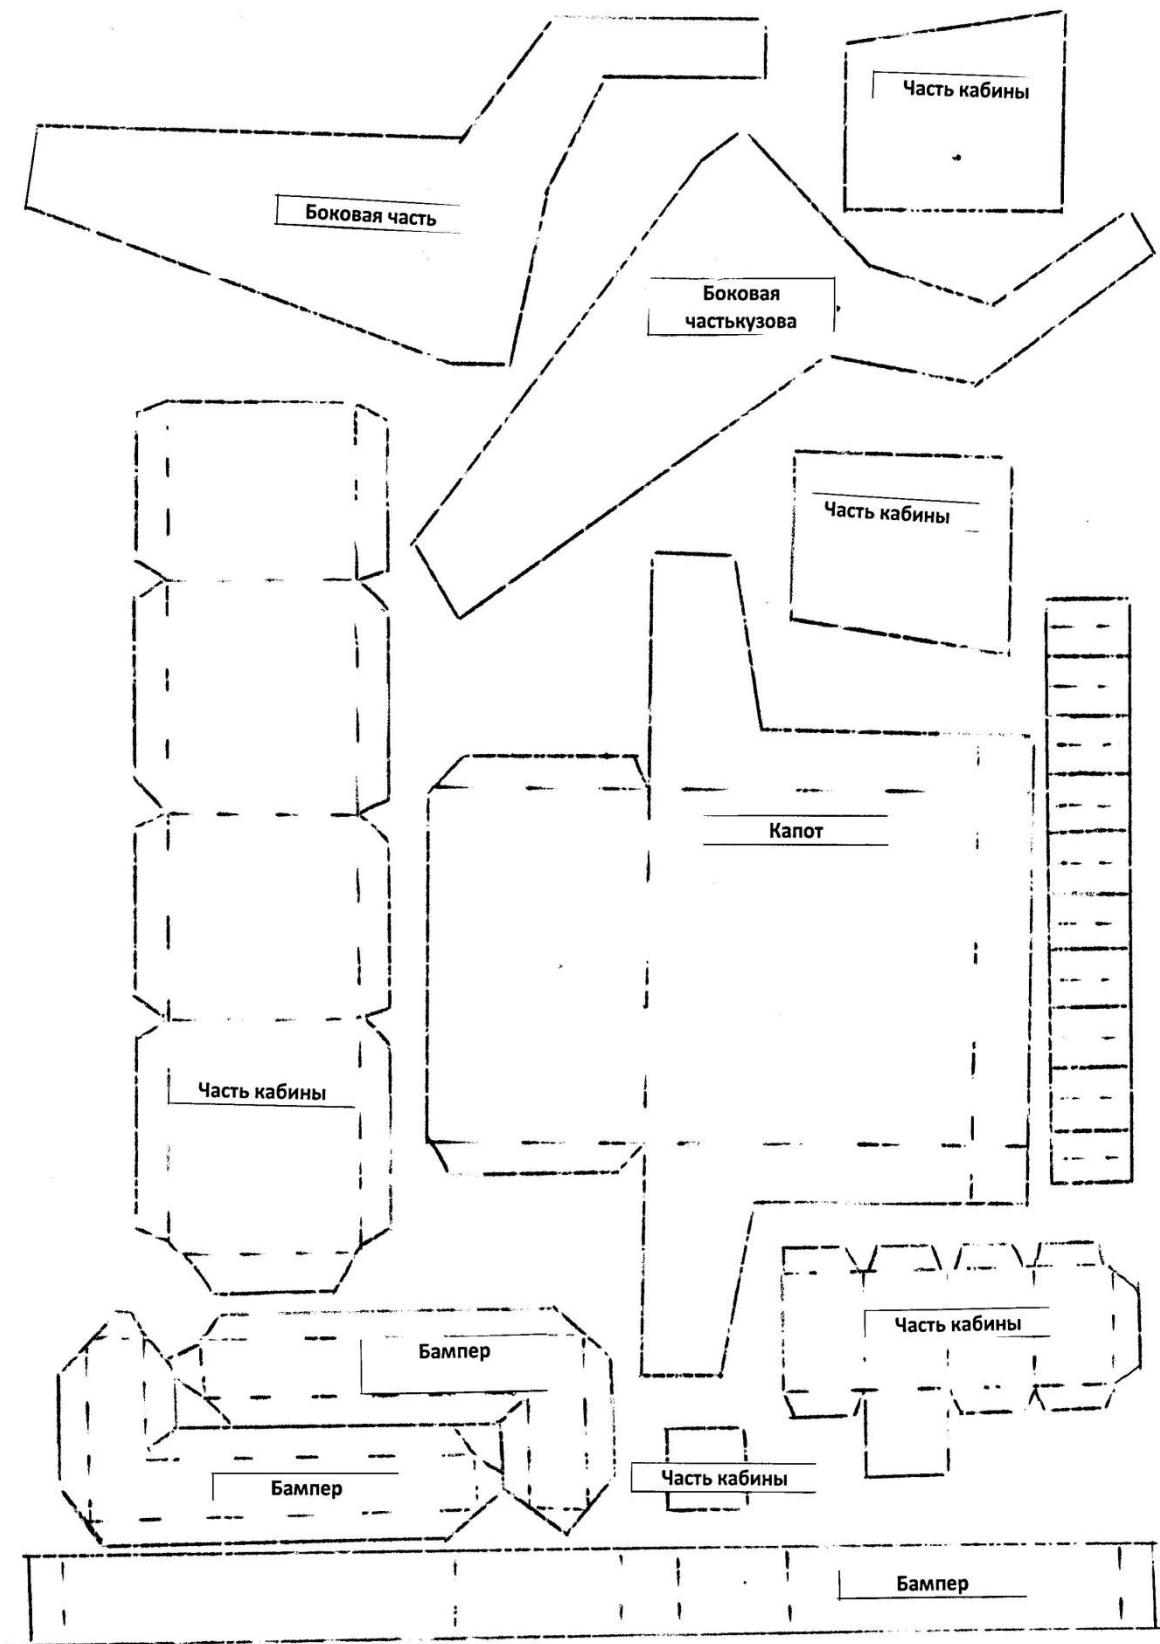 Часть кабины
Боковая часть
Боковая
частькузова
Часть кабины
Капот
Часть кабины
Часть кабины
Бампер
Бампер
Часть кабины
Бампер